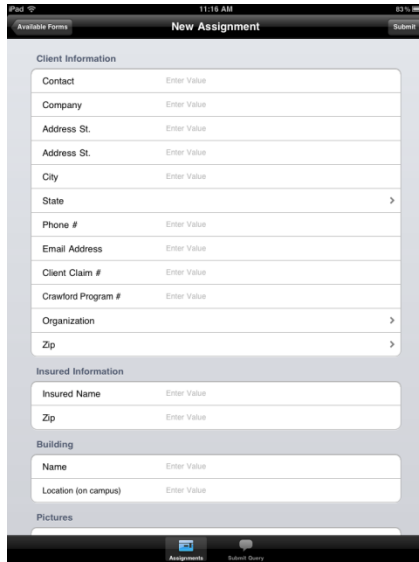 iPad 11:16 AM 83%
Available Forms New Assignment Submit
Client Information
Contact Enter Value
Company Enter Value
Address St. Enter Value
Address St. Enter Value
City Enter Value
State
Phone # Enter Value
Email Address Enter Value
Client Claim # Enter Value
Crawford Program # Enter Value
Organization
Zip
Insured Information
Insured Name Enter Value
Zip Enter Value
Building
Name Enter Value
Location (on campus) Enter Value
Pictures
Assignments Submit Query